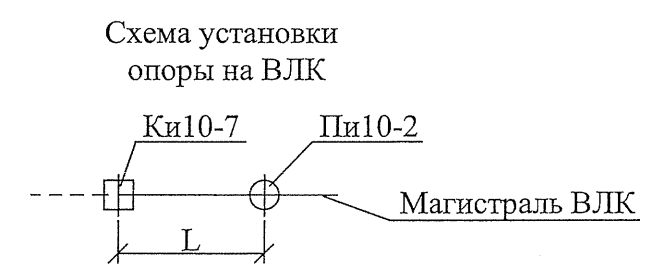 Схема установки
опоры на ВЛК
Ки10-7
Пи10-2
Магистраль ВЛК
L